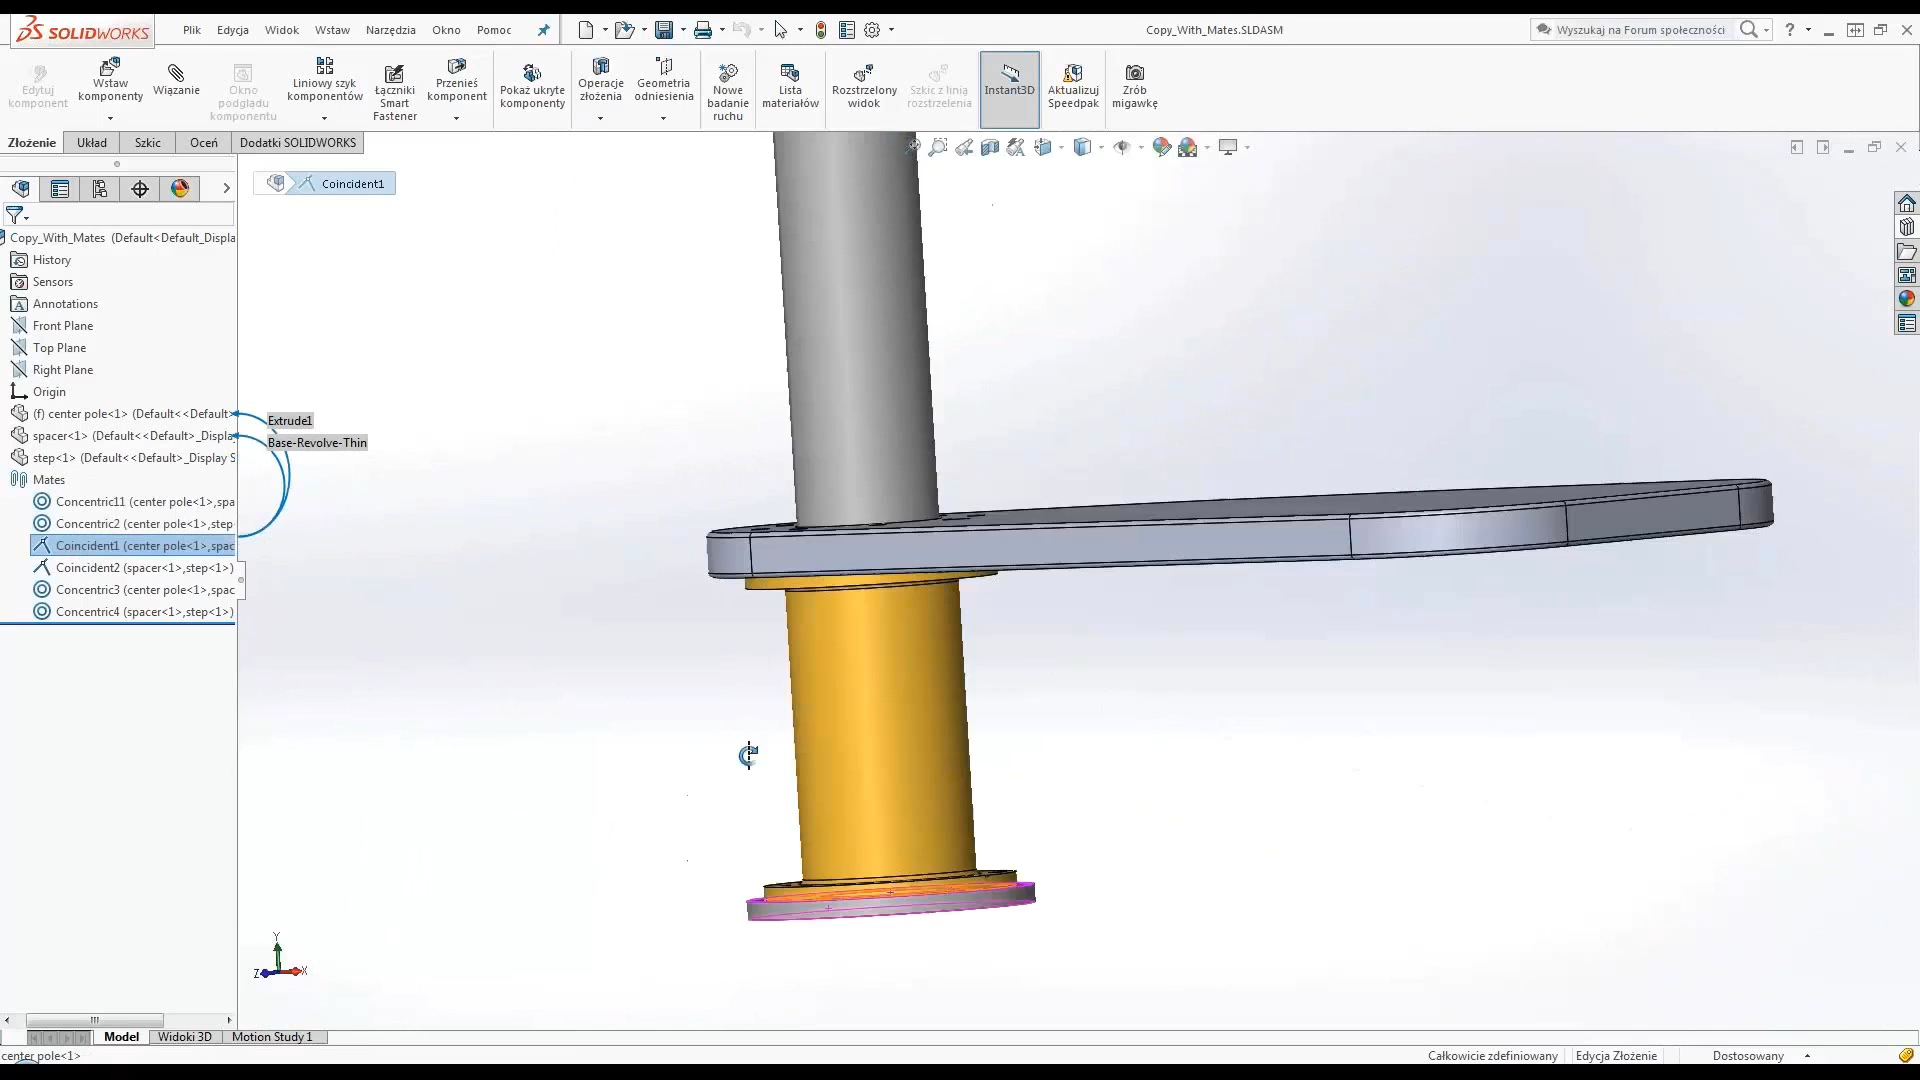 SOLIDWORKS
Plik Edycja Widok Wstaw Narzędzia Okno Pomoc
Copy_With_Mates.SLDASM
Wyszukaj na Forum społeczności
Edytuj komponent
Wstaw komponenty
Wiązanie
Okno podglądu komponentu
Liniowy szyk komponentów
Łączniki Smart Fastener
Przenieś komponent
Pokaż ukryte komponenty
Operacje złożenia
Geometria odniesienia
Nowe badanie ruchu
Lista materiałów
Rozstrzelony widok
Szkic z linią rozstrzelenia
Instant3D
Aktualizuj Speedpak
Zrób migawkę
Złożenie Układ Szkic Oceń Dodatki SOLIDWORKS
Coincident1
Copy_With_Mates (Default<Default_Displa
History
Sensors
Annotations
Front Plane
Top Plane
Right Plane
Origin
(f) center pole<1> (Default<<Default>
Extrude1
spacer<1> (Default<<Default>_Displa
Base-Revolve-Thin
step<1> (Default<<Default>_Display S
Mates
Concentric11 (center pole<1>,spa
Concentric2 (center pole<1>,step
Coincident1 (center pole<1>,spac
Coincident2 (spacer<1>,step<1>)
Concentric3 (center pole<1>,spac
Concentric4 (spacer<1>,step<1>)
Y
Z X
Model Widoki 3D Motion Study 1
center pole<1>
Całkowicie zdefiniowany Edycja Złożenie Dostosowany